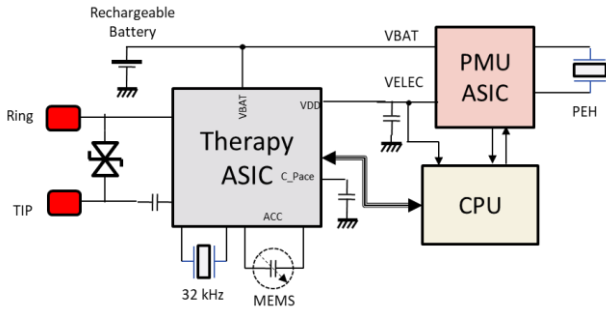 Rechargeable
Battery
VBAT
PMU
ASIC
VELEC
PEH
VBAT
VDD
Ring
Therapy
ASIC
C_Pace
CPU
TIP
ACC
32 kHz
MEMS